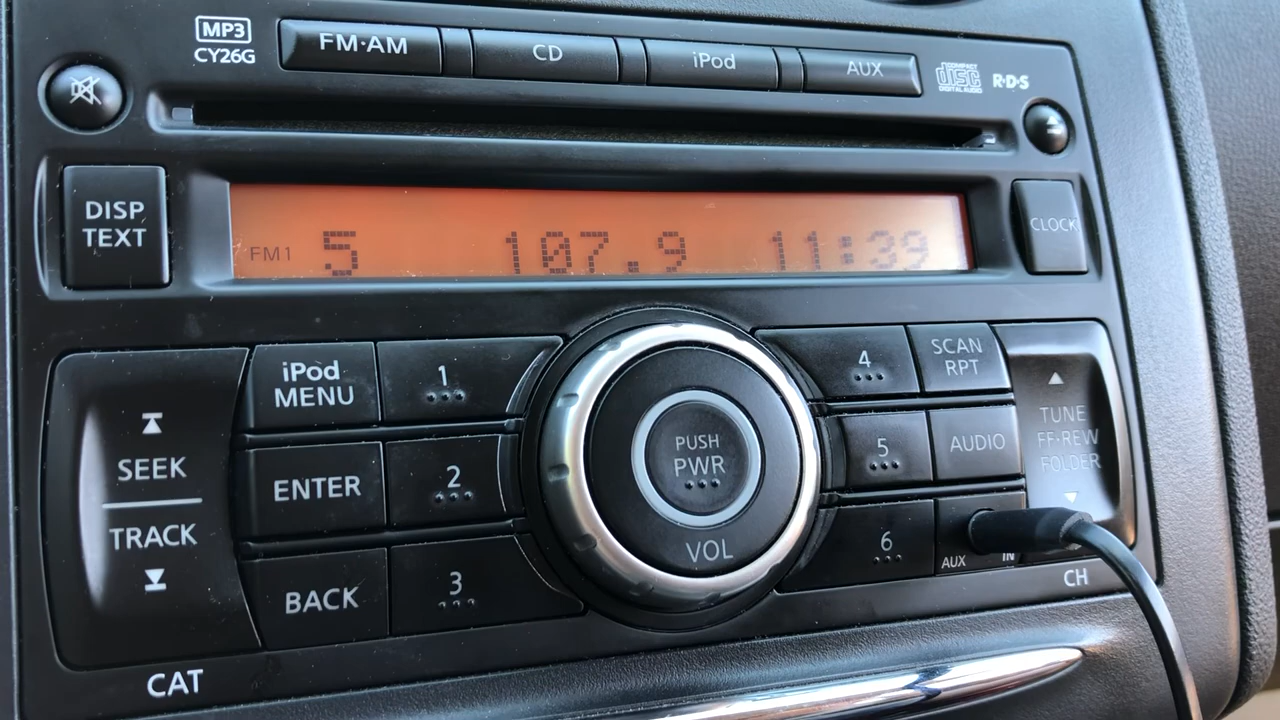 MP3
CY26G
FM·AM
CD
iPod
AUX
COMPACT
disc
DIGITAL AUDIO
R·D·S
DISP
TEXT
FM1 5 107.9 11:39
CLOCK
SEEK
TRACK
CAT
iPod
MENU
ENTER
BACK
1
2
3
PUSH
PWR
VOL
4
5
6
SCAN
RPT
AUDIO
AUX IN
TUNE
FF·REW
FOLDER
CH